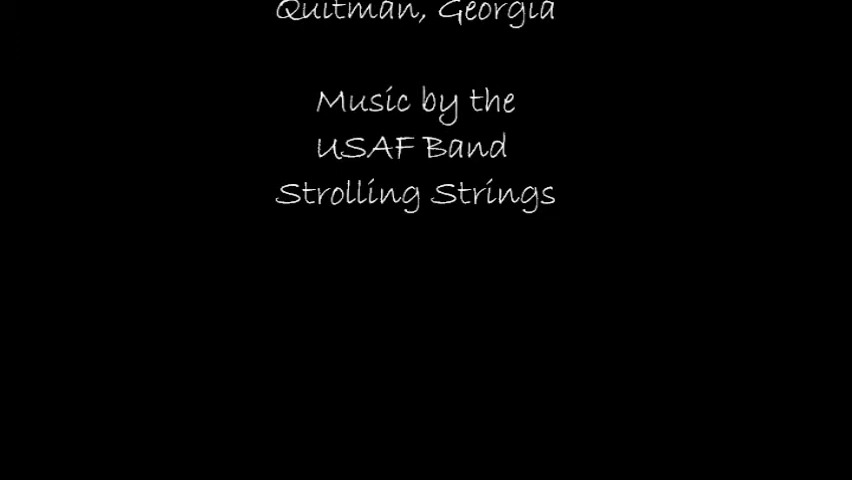 Quitman, Georgia
Music by the
USAF Band
Strolling Strings